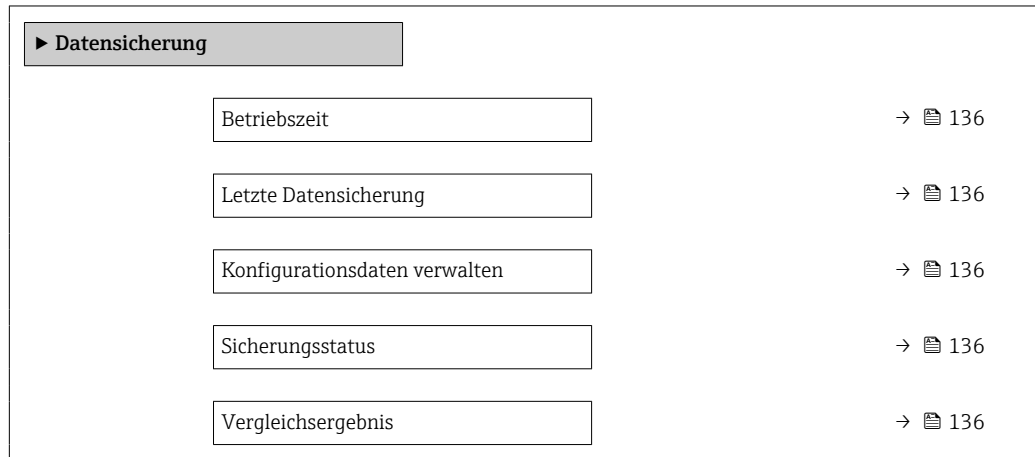 ▶ Datensicherung
Betriebszeit → 136
Letzte Datensicherung → 136
Konfigurationsdaten verwalten → 136
Sicherungsstatus → 136
Vergleichsergebnis → 136